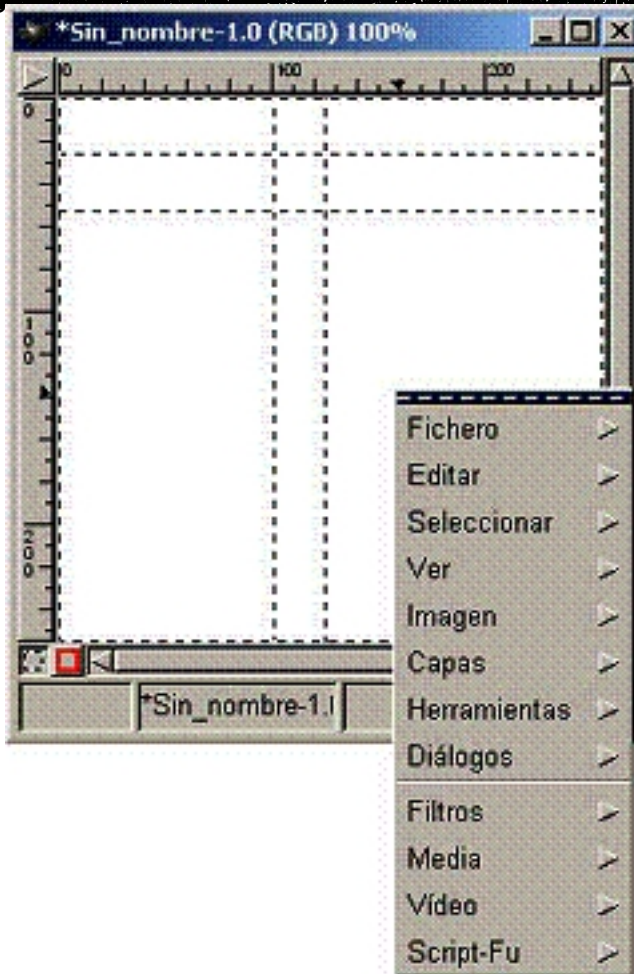 *Sin_nombre-1.0 (RGB) 100%
0 100 200
0
100
200
*Sin_nombre-1.
Fichero
Editar
Seleccionar
Ver
Imagen
Capas
Herramientas
Diálogos
Filtros
Media
Vídeo
Script-Fu